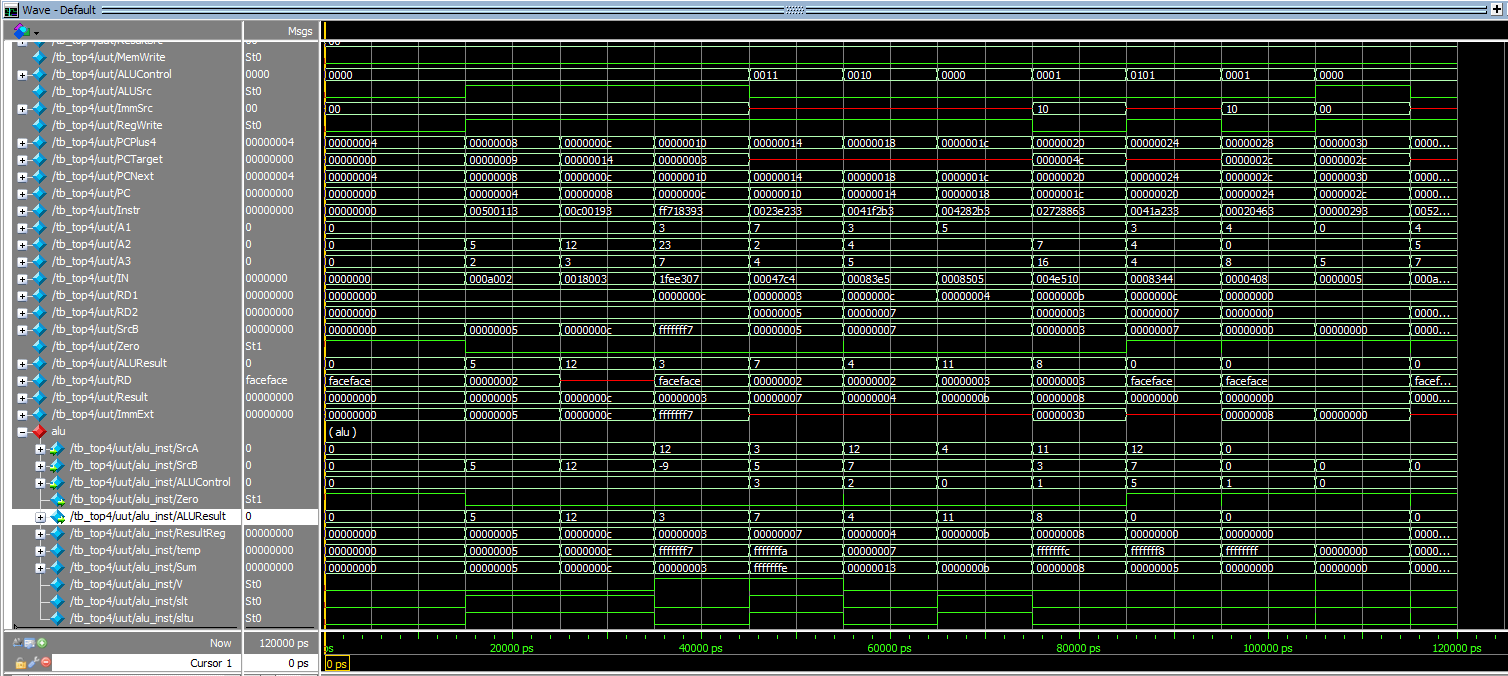 Wave - Default
Msgs
/tb_top4/uut/ResultSrc 00 00
/tb_top4/uut/MemWrite St0
/tb_top4/uut/ALUControl 0000 0000 0011 0010 0000 0001 0101 0001 0000
/tb_top4/uut/ALUSrc St0
/tb_top4/uut/ImmSrc 00 00 10 10 00
/tb_top4/uut/RegWrite St0
/tb_top4/uut/PCPlus4 00000004 00000004 00000008 0000000c 00000010 00000014 00000018 0000001c 00000020 00000024 00000028 00000030 0000...
/tb_top4/uut/PCTarget 00000000 00000000 00000009 00000014 00000003 0000004c 0000002c 0000002c
/tb_top4/uut/PCNext 00000004 00000004 00000008 0000000c 00000010 00000014 00000018 0000001c 00000020 00000024 0000002c 00000030 0000...
/tb_top4/uut/PC 00000000 00000000 00000004 00000008 0000000c 00000010 00000014 00000018 0000001c 00000020 00000024 0000002c 0000...
/tb_top4/uut/Instr 00000000 00000000 00500113 00c00193 ff718393 0023e233 0041f2b3 004282b3 02728863 0041a233 00020463 00000293 0052...
/tb_top4/uut/A1 0 0 3 7 3 5 3 4 0 4
/tb_top4/uut/A2 0 0 5 12 23 2 4 7 4 0 5
/tb_top4/uut/A3 0 0 2 3 7 4 5 16 4 8 5 7
/tb_top4/uut/IN 0000000 0000000 000a002 0018003 1fee307 00047c4 00083e5 0008505 004e510 0008344 0000408 0000005 000a...
/tb_top4/uut/RD1 00000000 00000000 0000000c 00000003 0000000c 00000004 0000000b 0000000c 00000000
/tb_top4/uut/RD2 00000000 00000000 00000005 00000007 00000003 00000007 00000000 0000...
/tb_top4/uut/SrcB 00000000 00000000 00000005 0000000c fffffff7 00000005 00000007 00000003 00000007 00000000 00000000 0000...
/tb_top4/uut/Zero St1
/tb_top4/uut/ALUResult 0 0 5 12 3 7 4 11 8 0 0 0
/tb_top4/uut/RD faceface faceface 00000002 faceface 00000002 00000002 00000003 00000003 faceface faceface facef...
/tb_top4/uut/Result 00000000 00000000 00000005 0000000c 00000003 00000007 00000004 0000000b 00000008 00000000 00000000 0000...
/tb_top4/uut/ImmExt 00000000 00000000 00000005 0000000c fffffff7 00000030 00000008 00000000
alu ( alu )
/tb_top4/uut/alu_inst/SrcA 0 0 12 3 12 4 11 12 0
/tb_top4/uut/alu_inst/SrcB 0 0 5 12 -9 5 7 3 7 0 0 0
/tb_top4/uut/alu_inst/ALUControl 0 0 3 2 0 1 5 1 0
/tb_top4/uut/alu_inst/Zero St1
/tb_top4/uut/alu_inst/ALUResult 0 0 5 12 3 7 4 11 8 0 0 0
/tb_top4/uut/alu_inst/ResultReg 00000000 00000000 00000005 0000000c 00000003 00000007 00000004 0000000b 00000008 00000000 00000000 0000...
/tb_top4/uut/alu_inst/temp 00000000 00000000 00000005 0000000c fffffff7 fffffffa 00000007 fffffffc fffffff8 ffffffff 00000000 0000...
/tb_top4/uut/alu_inst/Sum 00000000 00000000 00000005 0000000c 00000003 fffffffe 00000013 0000000b 00000008 00000005 00000000 00000000 0000...
/tb_top4/uut/alu_inst/V St0
/tb_top4/uut/alu_inst/slt St0
/tb_top4/uut/alu_inst/sltu St0
Now 120000 ps ps 20000 ps 40000 ps 60000 ps 80000 ps 100000 ps 120000 ps
Cursor 1 0 ps 0 ps